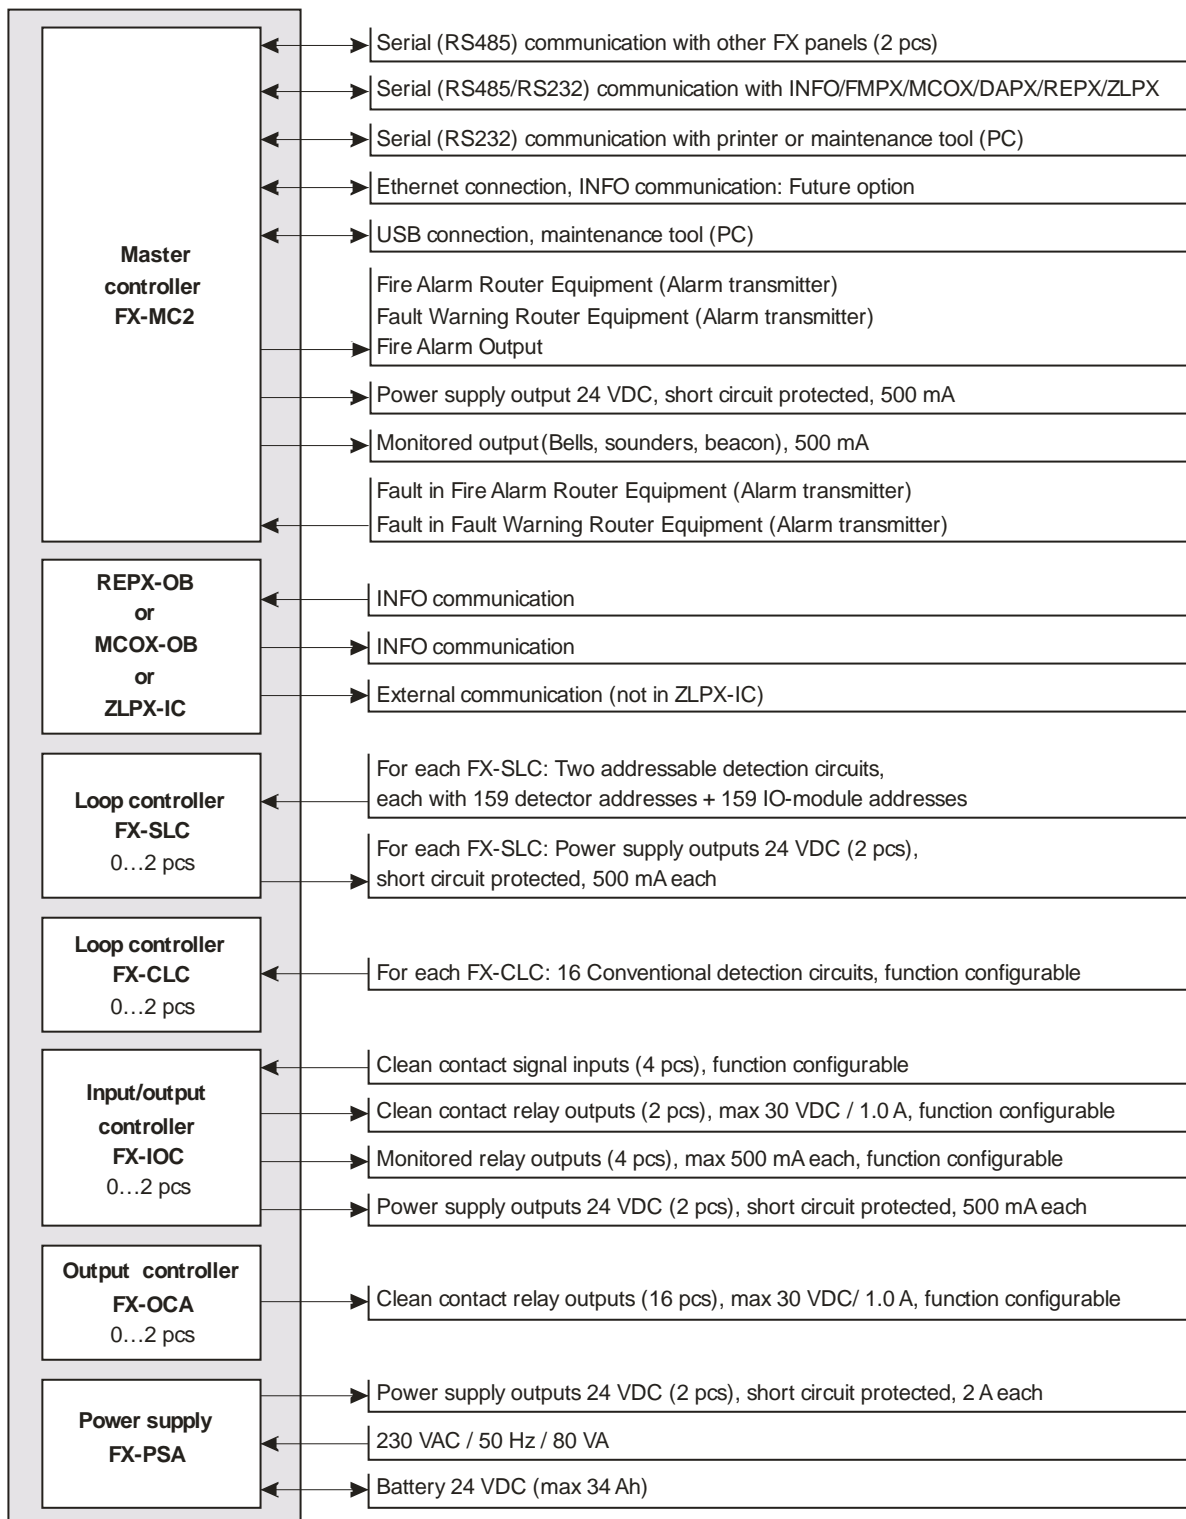 Master
controller
FX-MC2
Serial (RS485) communication with other FX panels (2 pcs)
Serial (RS485/RS232) communication with INFO/FMPX/MCOX/DAPX/REPX/ZLPX
Serial (RS232) communication with printer or maintenance tool (PC)
Ethernet connection, INFO communication: Future option
USB connection, maintenance tool (PC)
Fire Alarm Router Equipment (Alarm transmitter)
Fault Warning Router Equipment (Alarm transmitter)
Fire Alarm Output
Power supply output 24 VDC, short circuit protected, 500 mA
Monitored output (Bells, sounders, beacon), 500 mA
Fault in Fire Alarm Router Equipment (Alarm transmitter)
Fault in Fault Warning Router Equipment (Alarm transmitter)
REPX-OB
or
MCOX-OB
or
ZLPX-IC
INFO communication
INFO communication
External communication (not in ZLPX-IC)
Loop controller
FX-SLC
0…2 pcs
For each FX-SLC: Two addressable detection circuits,
each with 159 detector addresses + 159 IO-module addresses
For each FX-SLC: Power supply outputs 24 VDC (2 pcs),
short circuit protected, 500 mA each
Loop controller
FX-CLC
0…2 pcs
For each FX-CLC: 16 Conventional detection circuits, function configurable
Input/output
controller
FX-IOC
0…2 pcs
Clean contact signal inputs (4 pcs), function configurable
Clean contact relay outputs (2 pcs), max 30 VDC / 1.0 A, function configurable
Monitored relay outputs (4 pcs), max 500 mA each, function configurable
Power supply outputs 24 VDC (2 pcs), short circuit protected, 500 mA each
Output controller
FX-OCA
0…2 pcs
Clean contact relay outputs (16 pcs), max 30 VDC/ 1.0 A, function configurable
Power supply
FX-PSA
Power supply outputs 24 VDC (2 pcs), short circuit protected, 2 A each
230 VAC / 50 Hz / 80 VA
Battery 24 VDC (max 34 Ah)